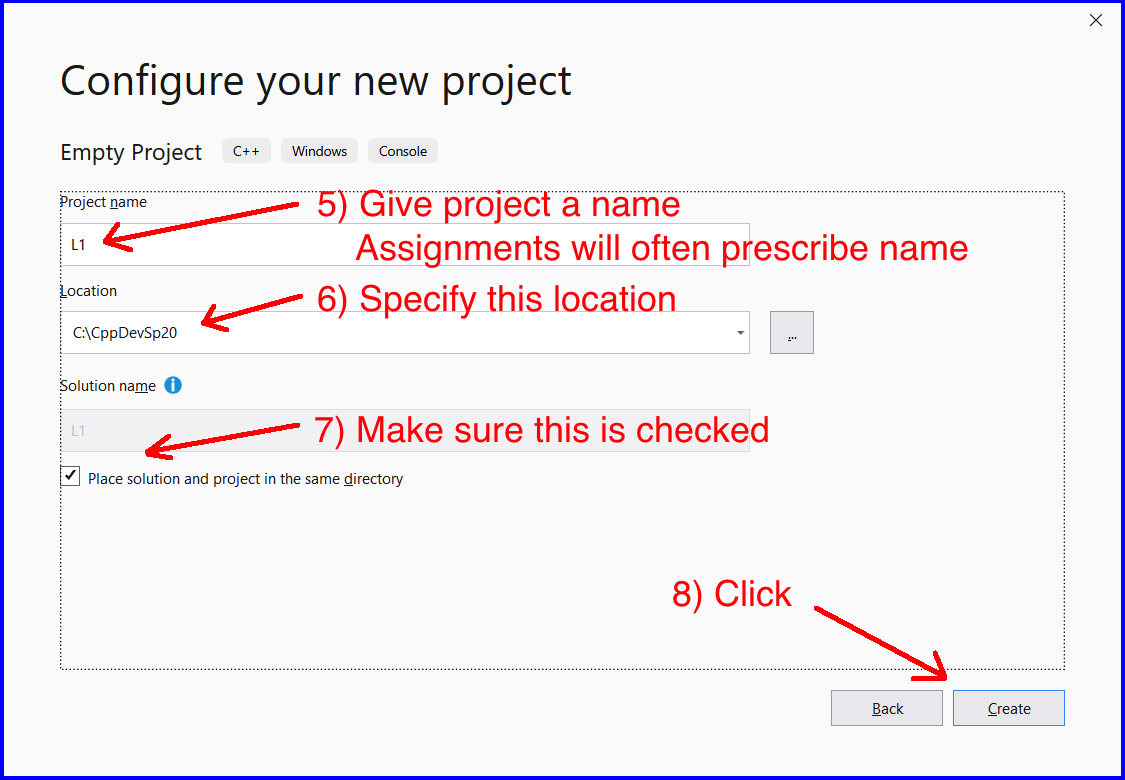 Configure your new project
Empty Project C++ Windows Console
Project name
5) Give project a name
L1
Assignments will often prescribe name
Location
6) Specify this location
C:\CppDevSp20
...
Solution name i
L1
7) Make sure this is checked
Place solution and project in the same directory
8) Click
Back Create